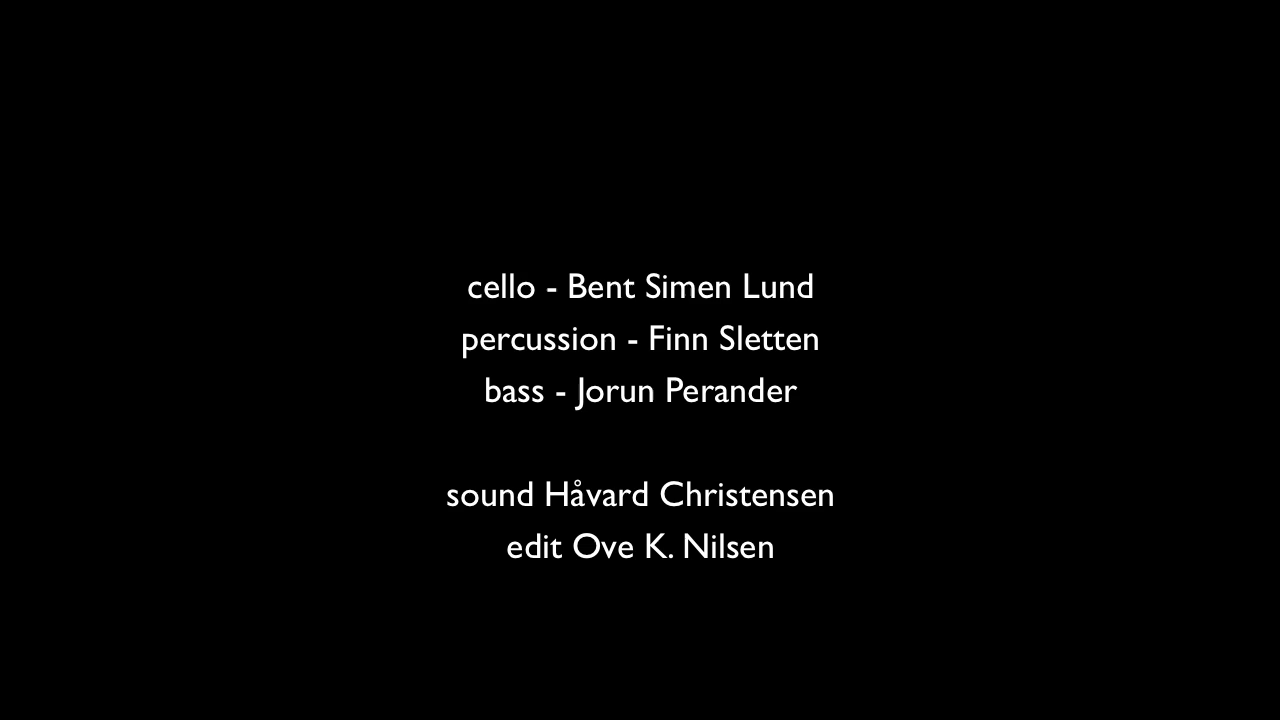 cello - Bent Simen Lund
percussion - Finn Sletten
bass - Jorun Perander
sound Håvard Christensen
edit Ove K. Nilsen